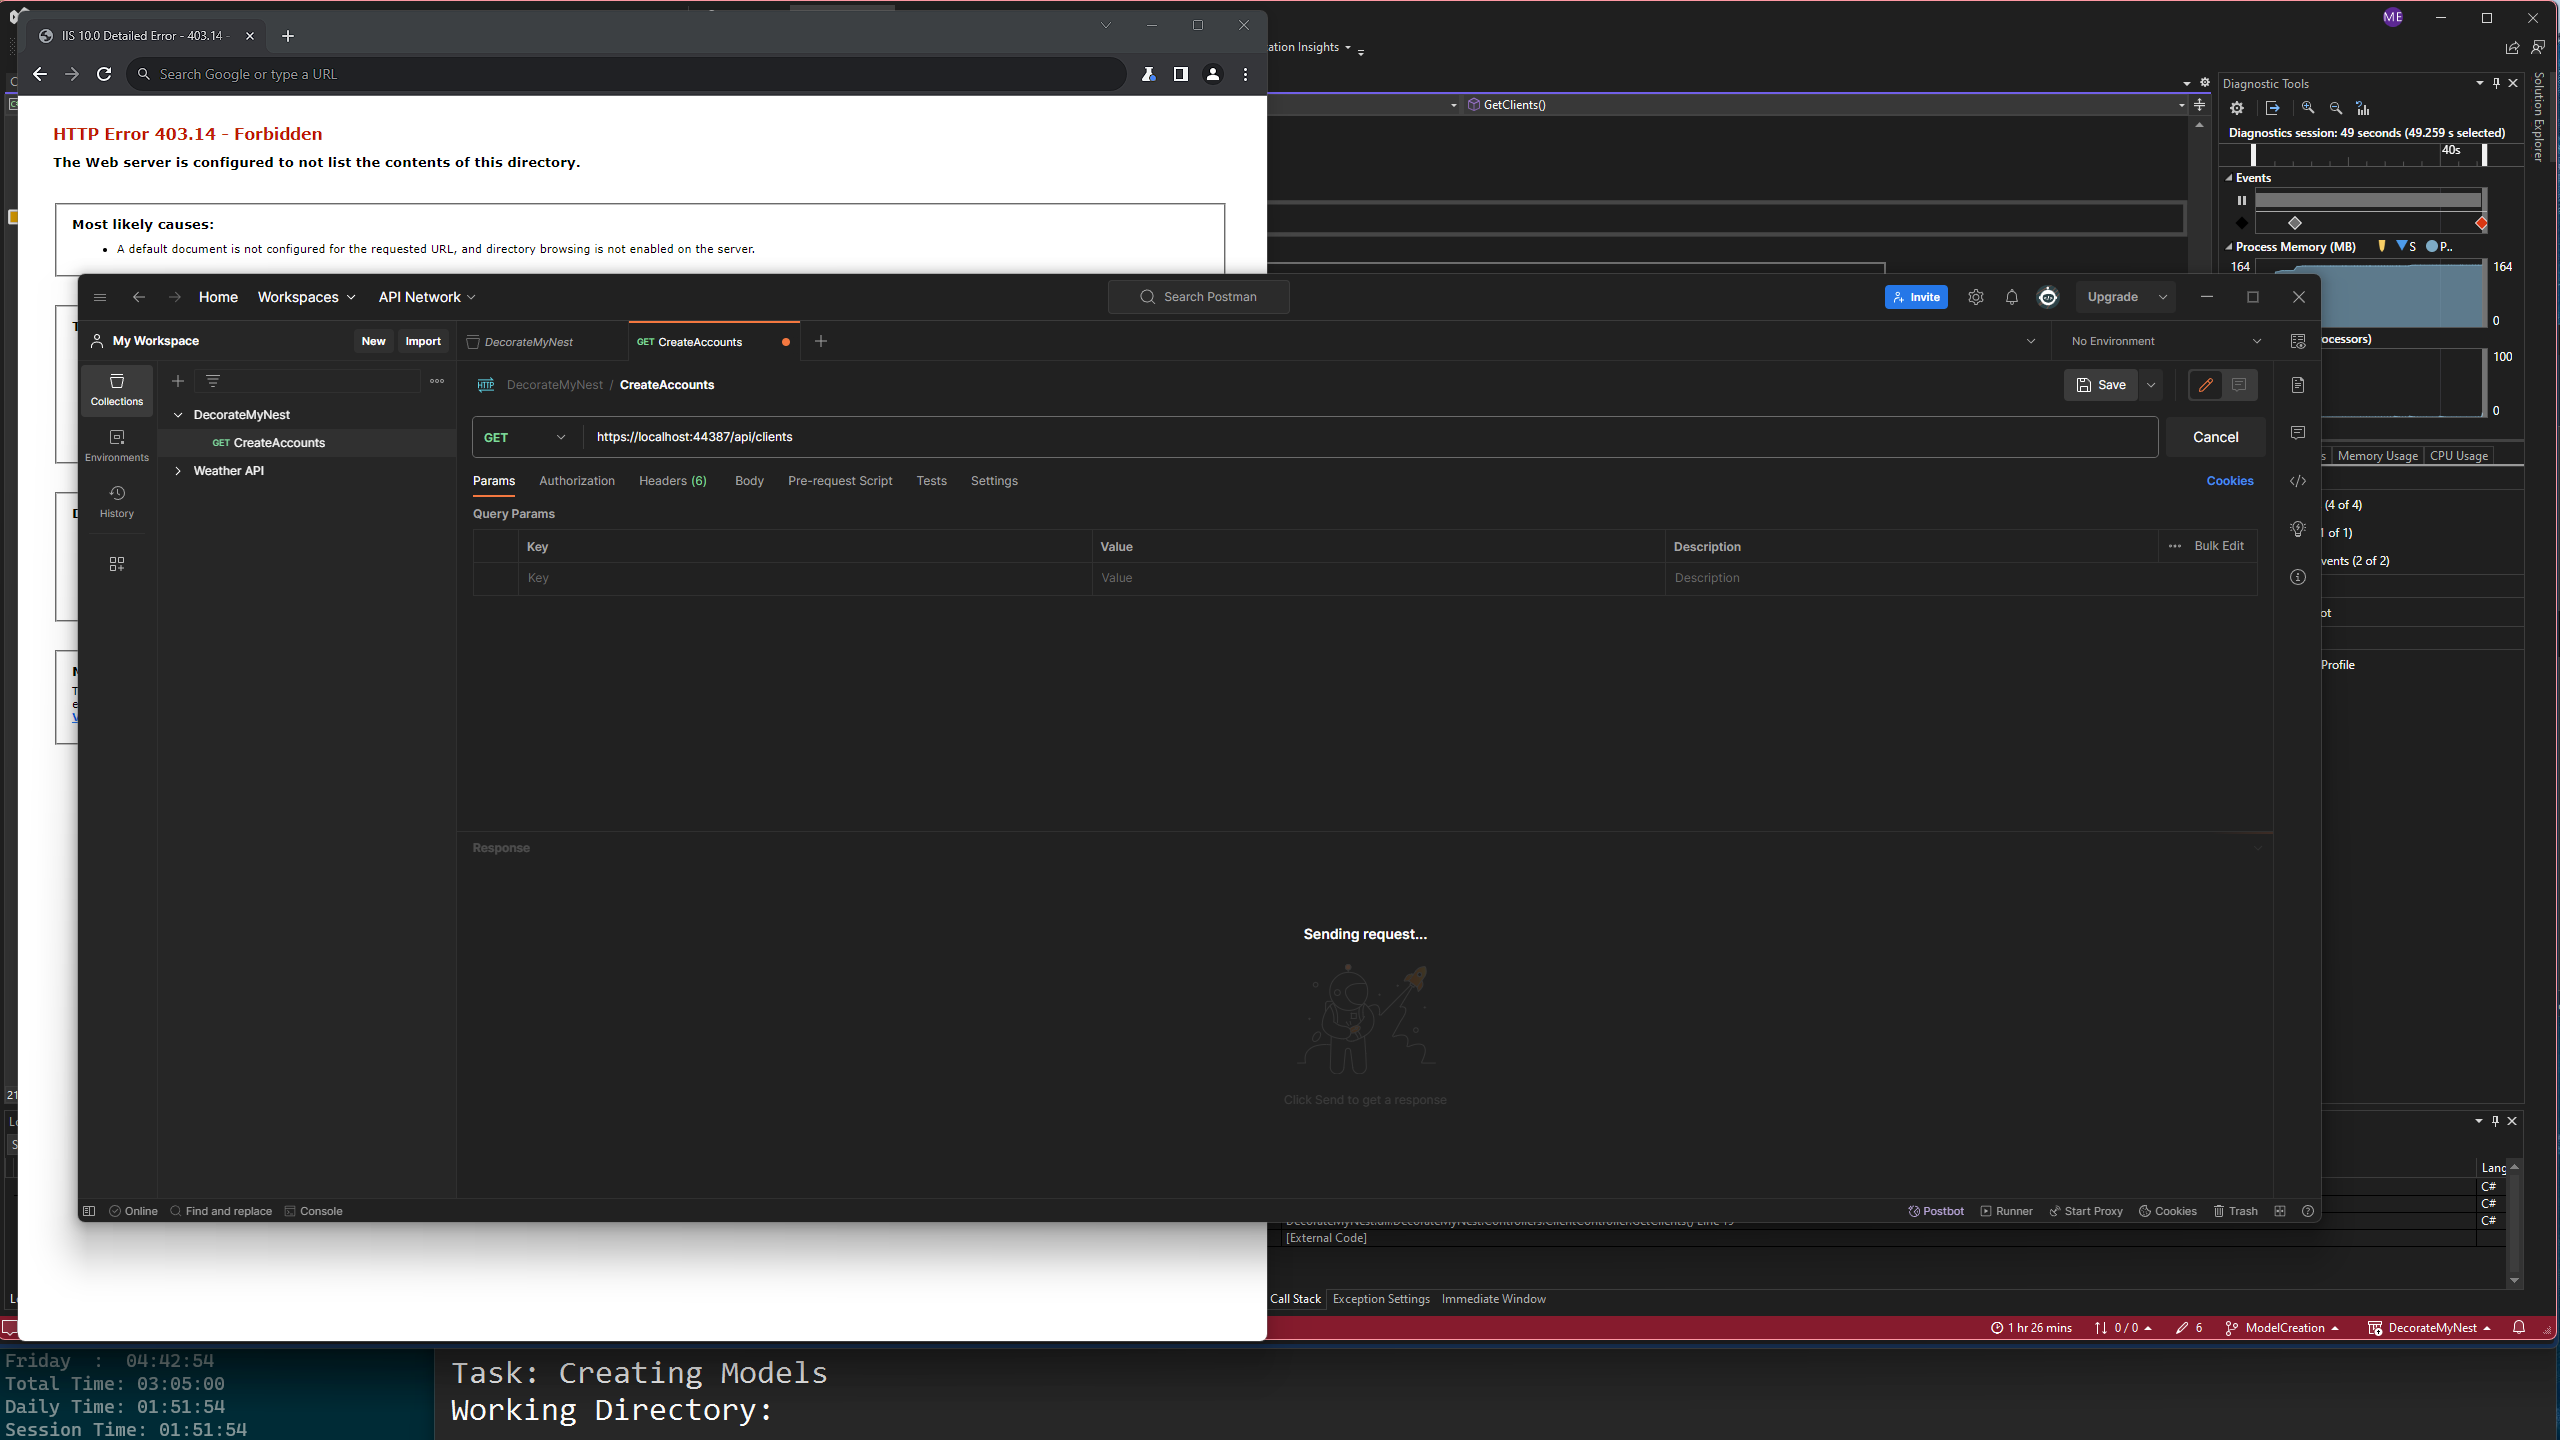 ME
IIS 10.0 Detailed Error - 403.14 -
ation Insights
Search Google or type a URL
Diagnostic Tools
Solution Explorer
GetClients()
HTTP Error 403.14 - Forbidden
The Web server is configured to not list the contents of this directory.
Diagnostics session: 49 seconds (49.259 s selected)
40s
Events
Most likely causes:
• A default document is not configured for the requested URL, and directory browsing is not enabled on the server.
Process Memory (MB)
S
P..
164
164
0
Home
Workspaces
API Network
Search Postman
Invite
Upgrade
My Workspace
New
Import
DecorateMyNest
GET CreateAccounts
No Environment
ocessors)
100
0
Collections
DecorateMyNest / CreateAccounts
Save
DecorateMyNest
GET CreateAccounts
Weather API
Environments
History
GET
https://localhost:44387/api/clients
Cancel
s
Memory Usage
CPU Usage
Params
Authorization
Headers (6)
Body
Pre-request Script
Tests
Settings
Cookies
Query Params
(4 of 4)
of 1)
vents (2 of 2)
Key
Value
Description
Bulk Edit
Key
Value
Description
ot
Profile
Response
Sending request...
Click Send to get a response
21
Lang
C#
C#
C#
Online
Find and replace
Console
Postbot
Runner
Start Proxy
Cookies
Trash
[External Code]
Call Stack
Exception Settings
Immediate Window
1 hr 26 mins
0 / 0
6
ModelCreation
DecorateMyNest
Friday : 04:42:54
Total Time: 03:05:00
Daily Time: 01:51:54
Session Time: 01:51:54
Task: Creating Models
Working Directory: